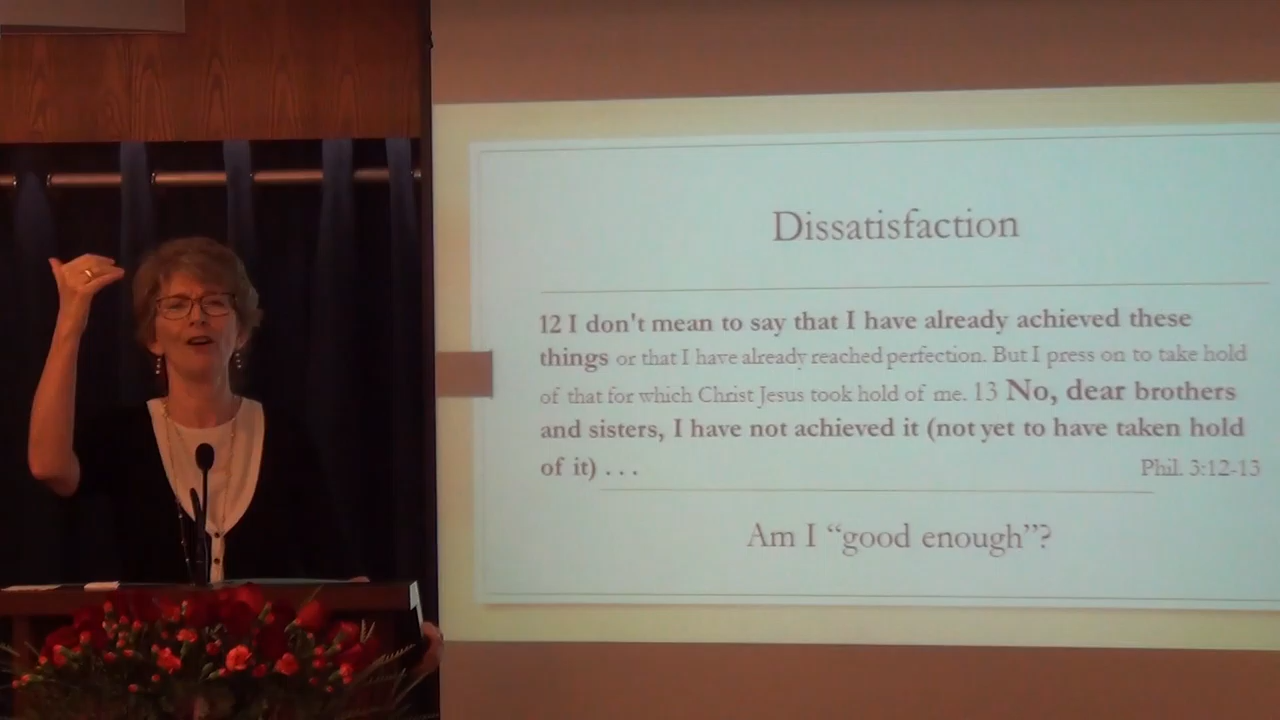 Dissatisfaction
12 I don't mean to say that I have already achieved these
things or that I have already reached perfection. But I press on to take hold
of that for which Christ Jesus took hold of me. 13 No, dear brothers
and sisters, I have not achieved it (not yet to have taken hold
of it) . . . Phil. 3:12-13
Am I “good enough”?